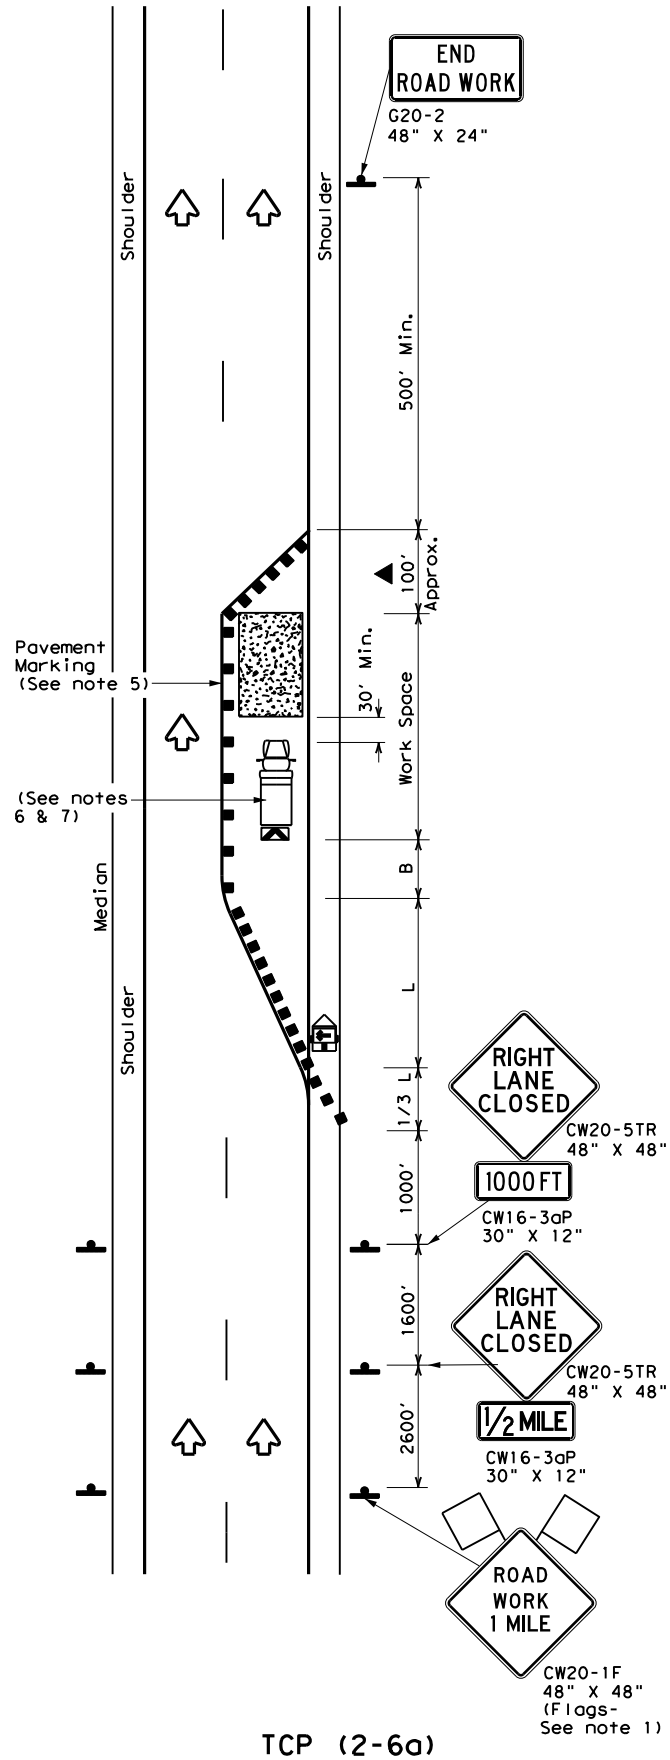 END
ROAD WORK
G20-2
48" X 24"
Shoulder
Shoulder
500' Min.
100'
Approx.
Pavement
Marking
(See note 5)
30' Min.
Work Space
(See notes
6 & 7)
B
Median
L
Shoulder
RIGHT
LANE
CLOSED
1/3 L
CW20-5TR
48" X 48"
1000 FT
1000'
CW16-3aP
30" X 12"
RIGHT
LANE
CLOSED
1600'
CW20-5TR
48" X 48"
1/2 MILE
2600'
CW16-3aP
30" X 12"
ROAD
WORK
1 MILE
CW20-1F
48" X 48"
(Flags-
See note 1)
TCP (2-6a)